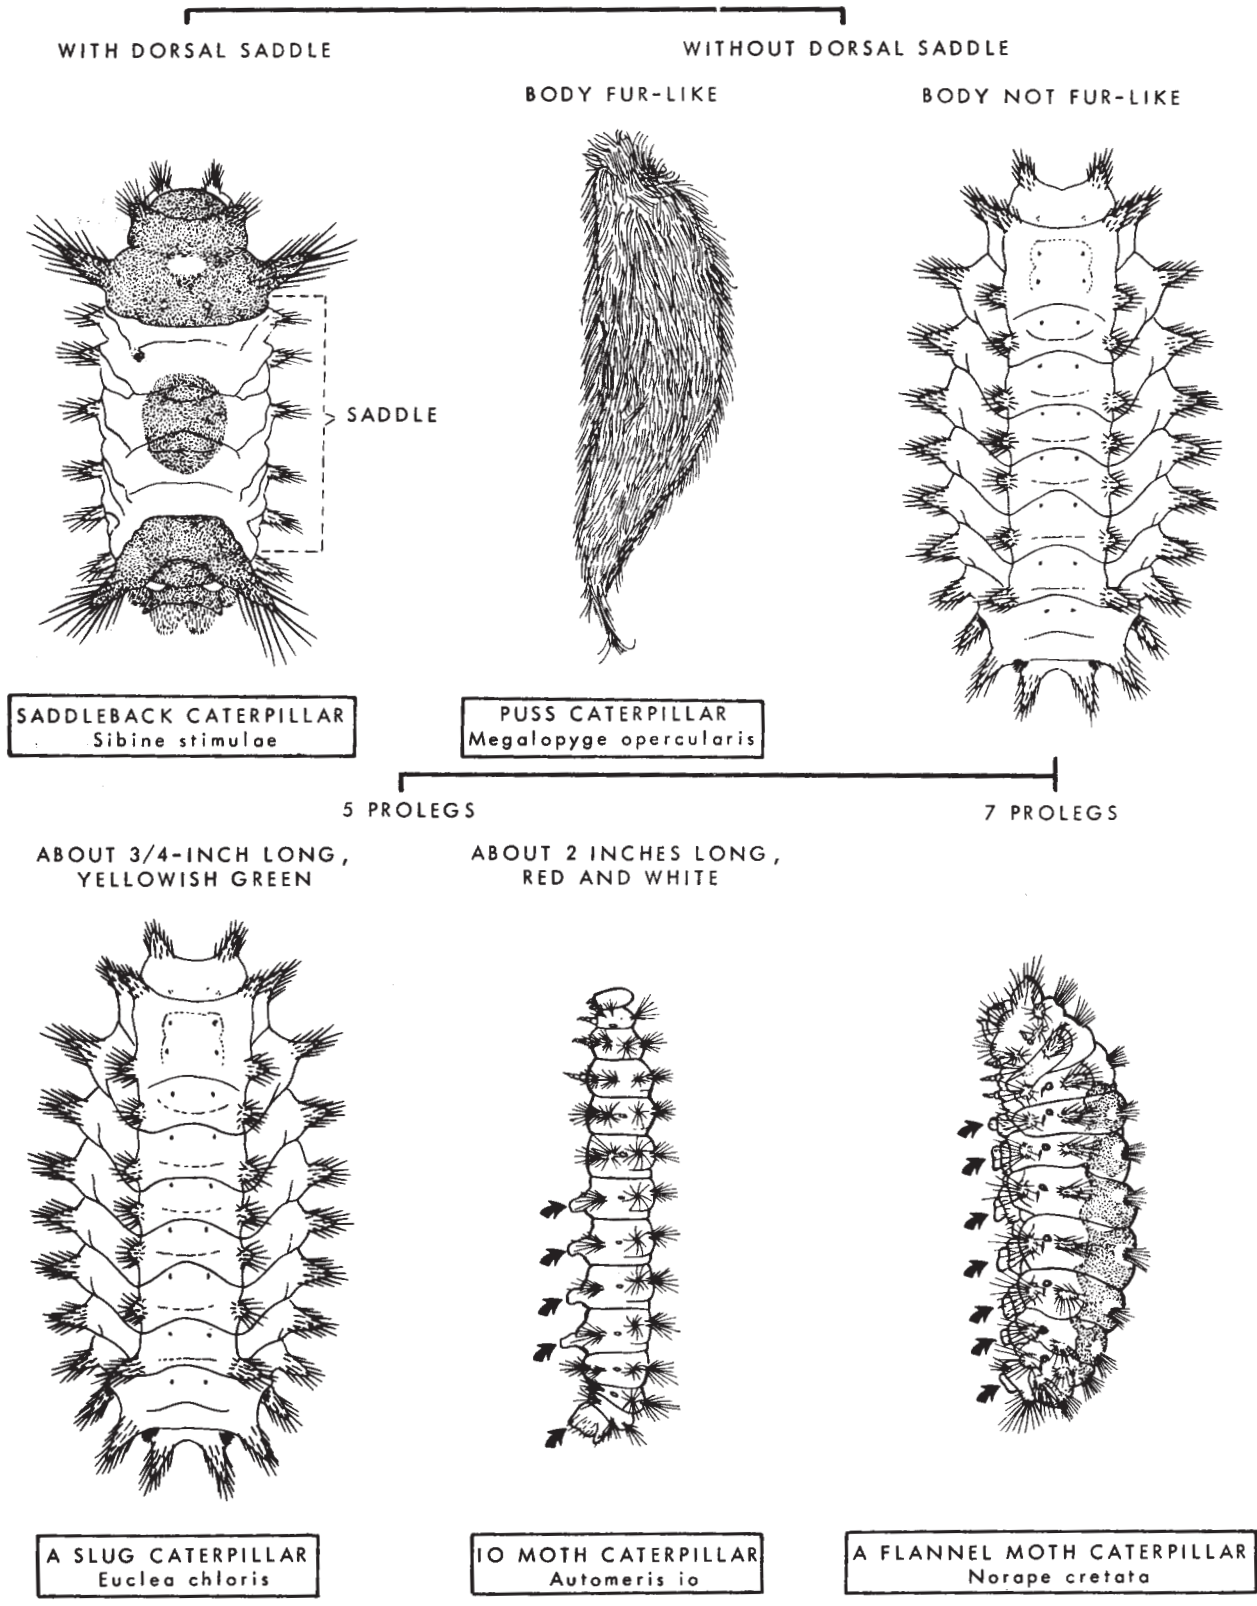 WITH DORSAL SADDLE
WITHOUT DORSAL SADDLE
BODY FUR-LIKE
BODY NOT FUR-LIKE
SADDLE
SADDLEBACK CATERPILLAR
Sibine stimulae
PUSS CATERPILLAR
Megalopyge opercularis
5 PROLEGS
7 PROLEGS
ABOUT 3/4-INCH LONG,
YELLOWISH GREEN
ABOUT 2 INCHES LONG,
RED AND WHITE
A SLUG CATERPILLAR
Euclea chloris
IO MOTH CATERPILLAR
Automeris io
A FLANNEL MOTH CATERPILLAR
Norape cretata